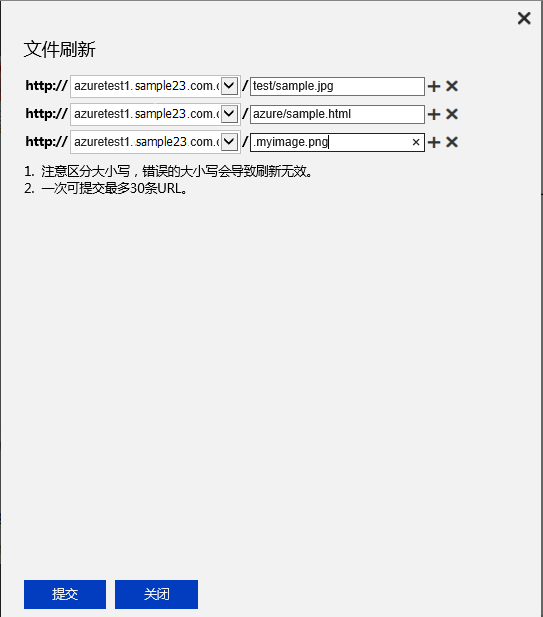 文件刷新
http:// azuretest1.sample23.com.c / test/sample.jpg
http:// azuretest1.sample23.com.c / azure/sample.html
http:// azuretest1.sample23.com.c / .myimage.png
1. 注意区分大小写，错误的大小写会导致刷新无效。
2. 一次可提交最多30条URL。
提交 关闭